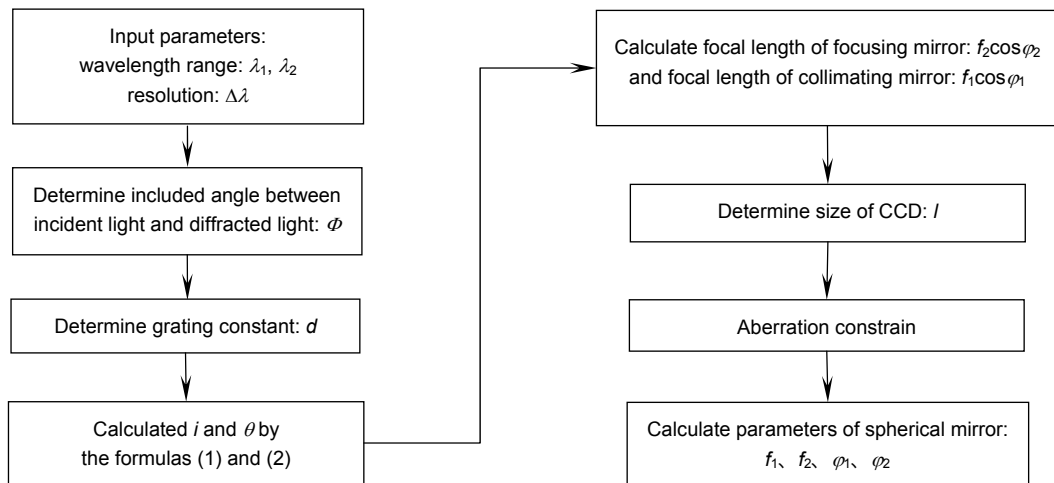 Input parameters:
wavelength range: λ1, λ2
resolution: Δλ
Determine included angle between
incident light and diffracted light: Φ
Determine grating constant: d
Calculated i and θ by
the formulas (1) and (2)
Calculate focal length of focusing mirror: f2cosφ2
and focal length of collimating mirror: f1cosφ1
Determine size of CCD: l
Aberration constrain
Calculate parameters of spherical mirror:
f1、f2、φ1、φ2